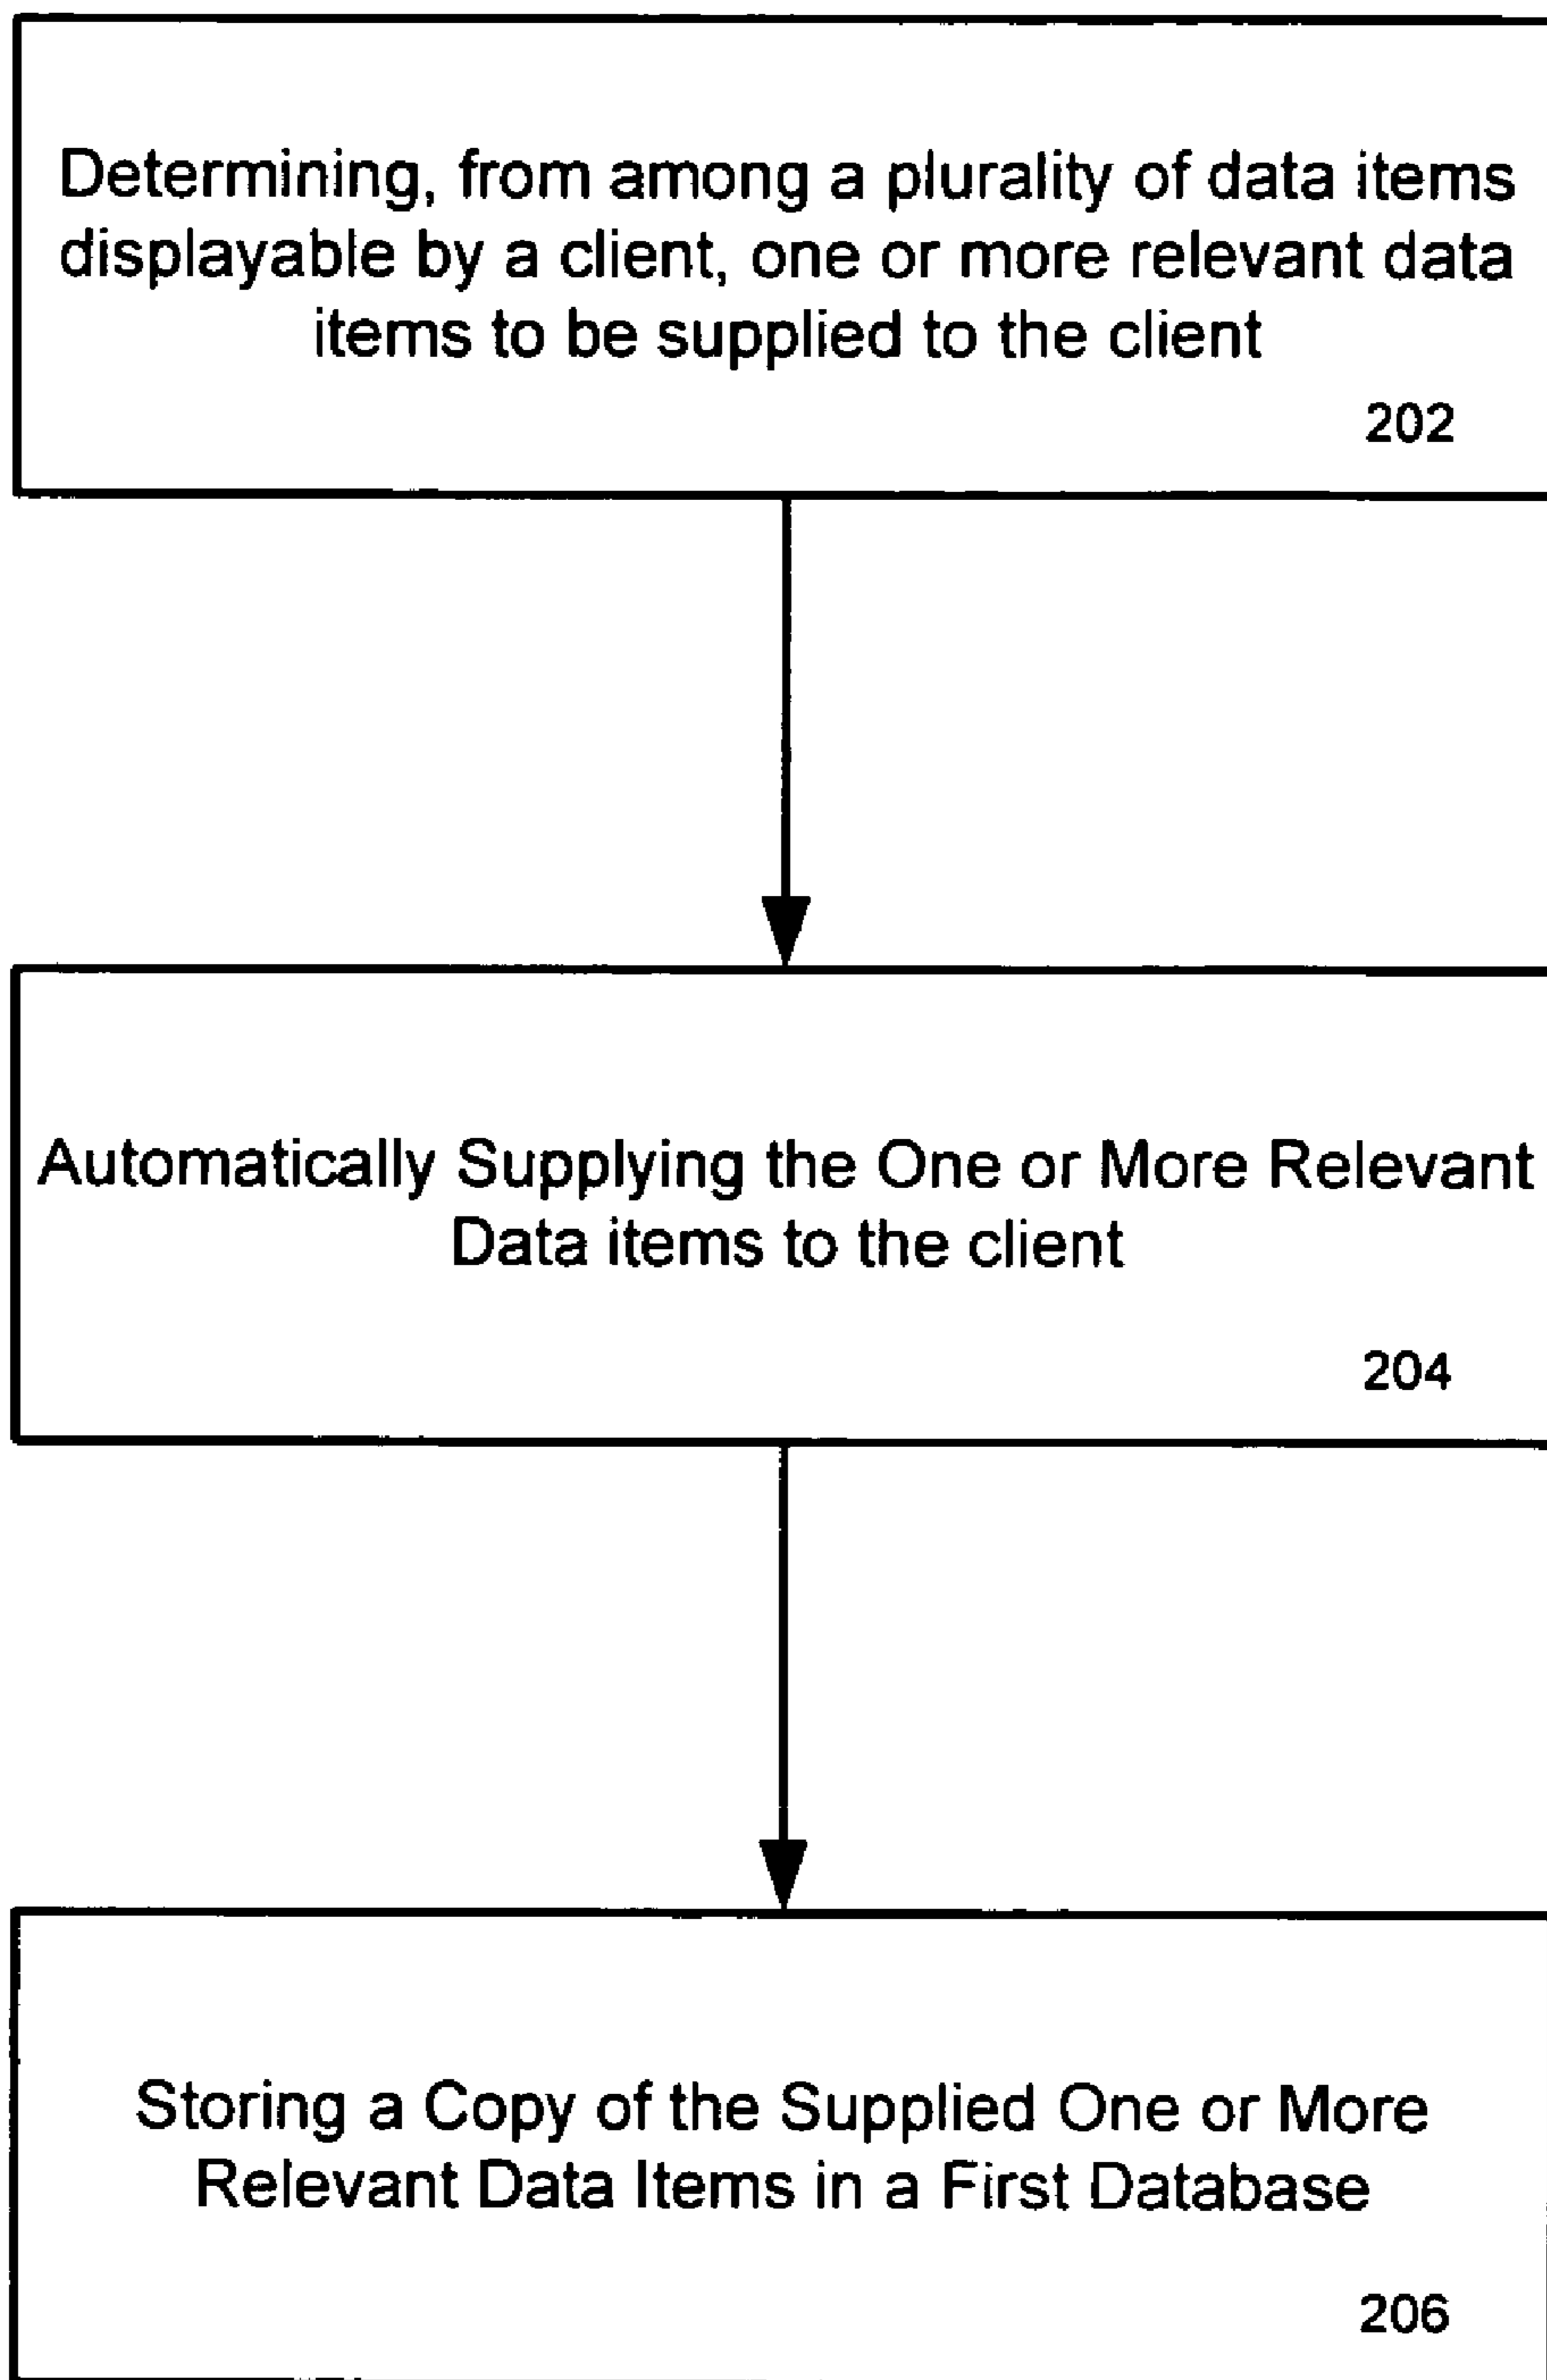 Determining, from among a plurality of data items
displayable by a client, one or more relevant data
items to be supplied to the client
202
Automatically Supplying the One or More Relevant
Data items to the client
204
Storing a Copy of the Supplied One or More
Relevant Data Items in a First Database
206